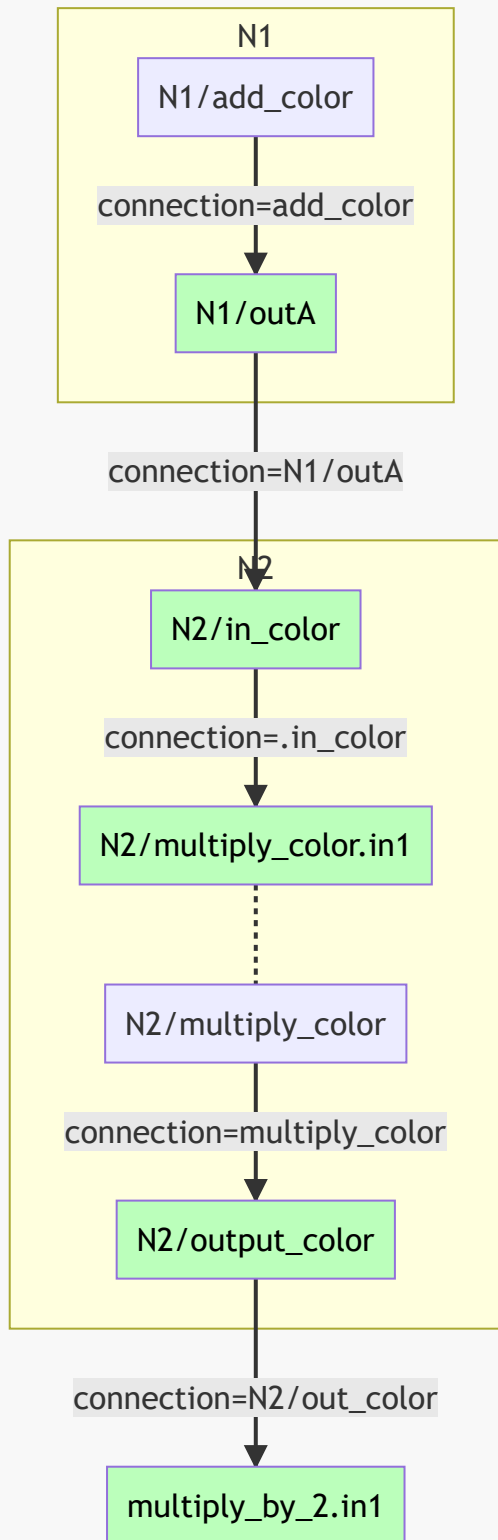 N1
N1/add_color
connection=add_color
N1/outA
connection=N1/outA
N2
N2/in_color
connection=.in_color
N2/multiply_color.in1
N2/multiply_color
connection=multiply_color
N2/output_color
connection=N2/out_color
multiply_by_2.in1